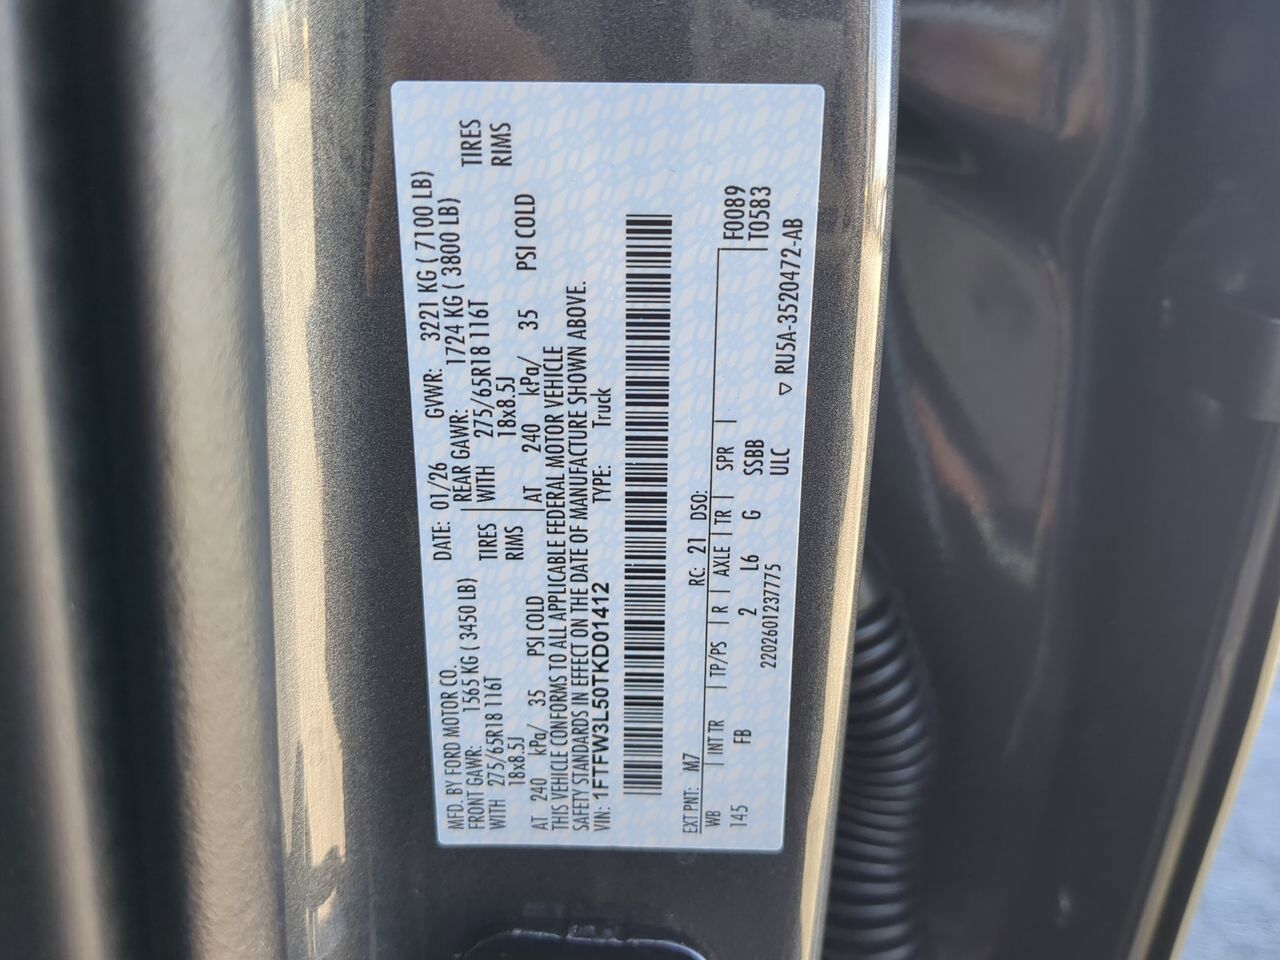 MFD. BY FORD MOTOR CO. DATE: 01/26 GVWR: 3221 KG ( 7100 LB)
FRONT GAWR: 1565 KG ( 3450 LB) REAR GAWR: 1724 KG ( 3800 LB)
WITH 275/65R18 116T TIRES WITH 275/65R18 116T TIRES
18x8.5J RIMS 18x8.5J RIMS
AT 240 kPa/ 35 PSI COLD AT 240 kPa/ 35 PSI COLD
THIS VEHICLE CONFORMS TO ALL APPLICABLE FEDERAL MOTOR VEHICLE
SAFETY STANDARDS IN EFFECT ON THE DATE OF MANUFACTURE SHOWN ABOVE.
VIN: 1FTFW3L50TKD01412 TYPE: Truck
EXT PNT: M7 RC: 21 DSO:
WB INT TR TP/PS R AXLE TR SPR F0089
145 FB 2 L6 G SSBB T0583
2202601237775 ULC
▽ RU5A-3520472-AB